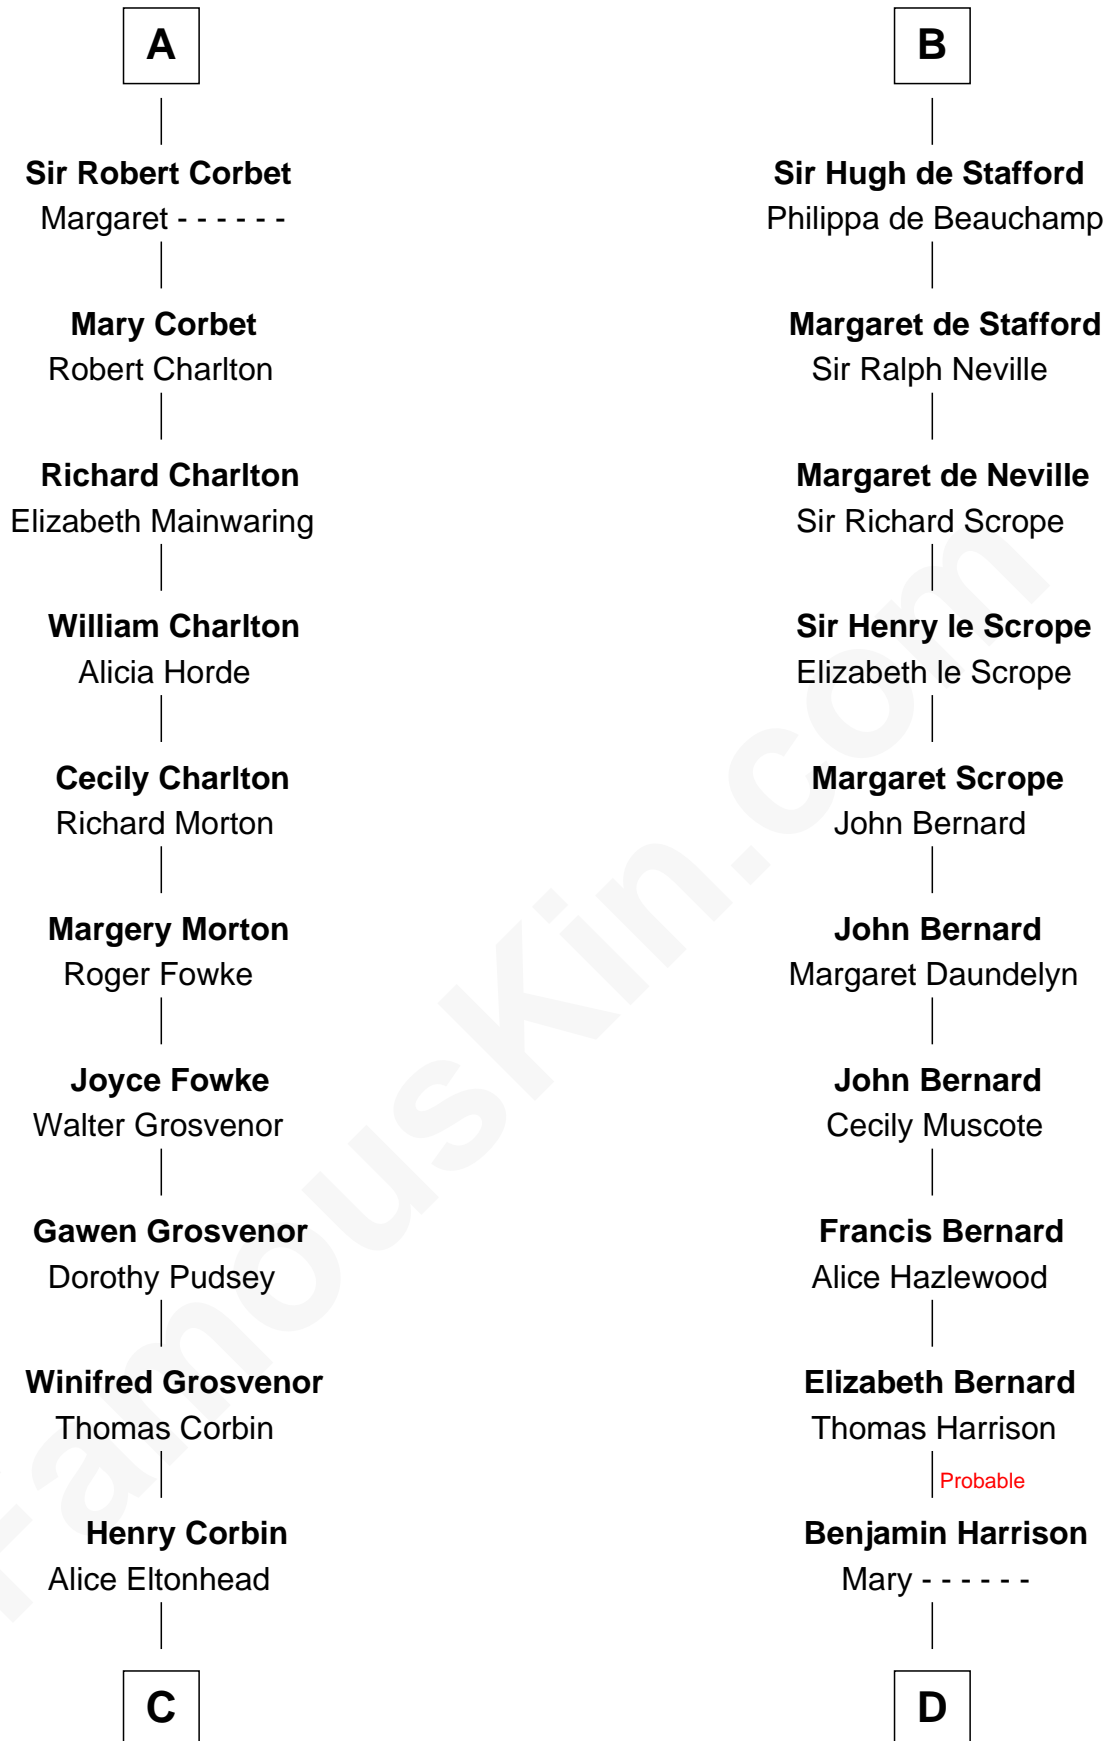 A
Sir Robert Corbet
Margaret - - - - - -
Mary Corbet
Robert Charlton
Richard Charlton
Elizabeth Mainwaring
William Charlton
Alicia Horde
Cecily Charlton
Richard Morton
Margery Morton
Roger Fowke
Joyce Fowke
Walter Grosvenor
Gawen Grosvenor
Dorothy Pudsey
Winifred Grosvenor
Thomas Corbin
Henry Corbin
Alice Eltonhead
C
B
Sir Hugh de Stafford
Philippa de Beauchamp
Margaret de Stafford
Sir Ralph Neville
Margaret de Neville
Sir Richard Scrope
Sir Henry le Scrope
Elizabeth le Scrope
Margaret Scrope
John Bernard
John Bernard
Margaret Daundelyn
John Bernard
Cecily Muscote
Francis Bernard
Alice Hazlewood
Elizabeth Bernard
Thomas Harrison
Probable
Benjamin Harrison
Mary - - - - - -
D
FamousKin.com